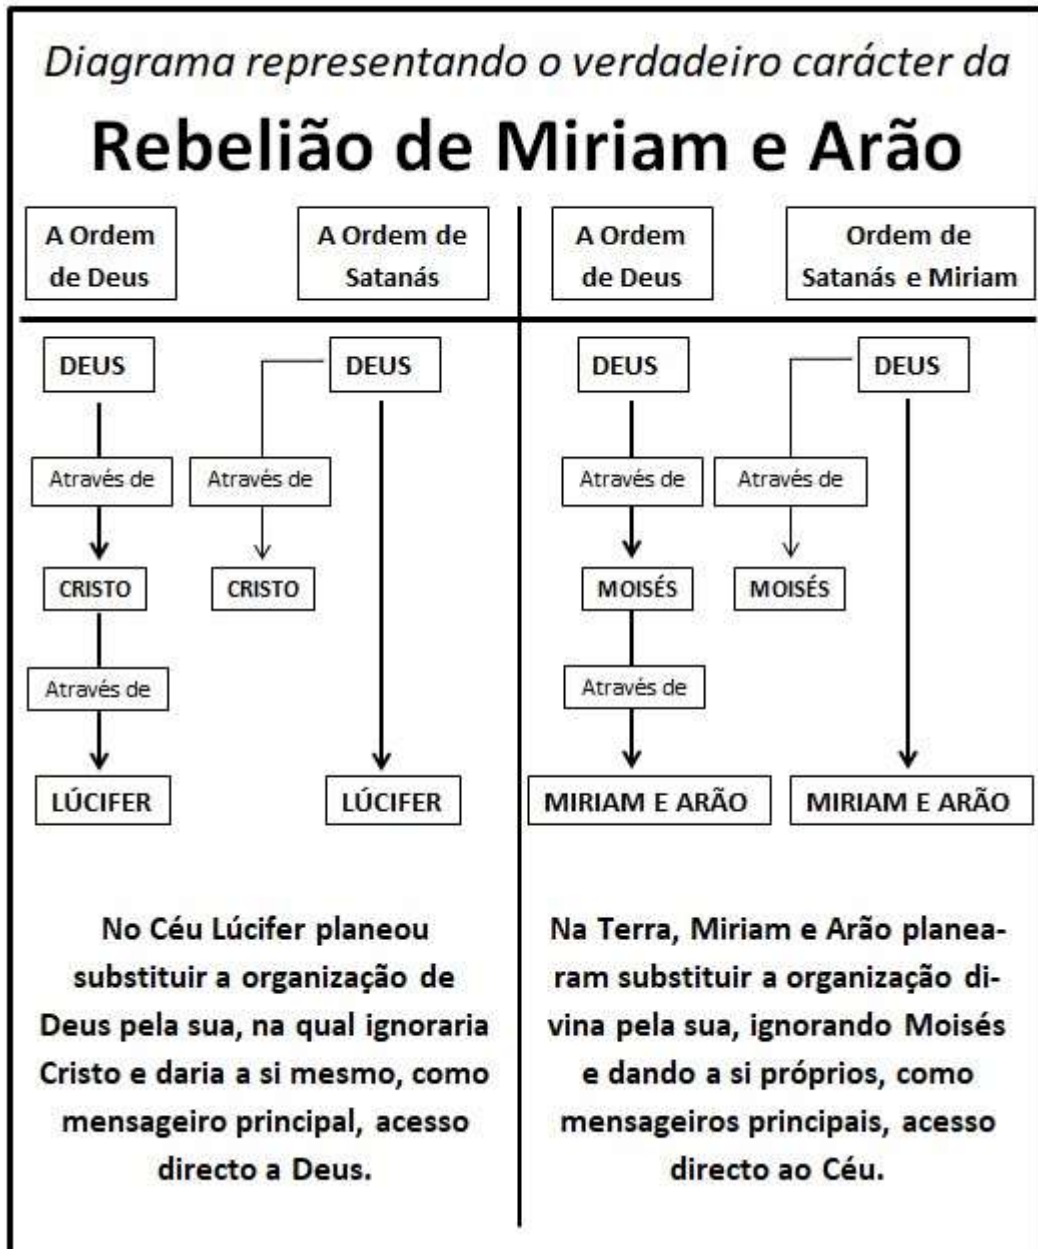 Diagrama representando o verdadeiro carácter da
Rebelião de Miriam e Arão
A Ordem
de Deus
A Ordem de
Satanás
DEUS
Através de
CRISTO
Através de
LÚCIFER
DEUS
Através de
CRISTO
LÚCIFER
No Céu Lúcifer planeou
substituir a organização de
Deus pela sua, na qual ignoraria
Cristo e daria a si mesmo, como
mensageiro principal, acesso
directo a Deus.
A Ordem
de Deus
Ordem de
Satanás e Miriam
DEUS
Através de
MOISÉS
Através de
MIRIAM E ARÃO
DEUS
Através de
MOISÉS
MIRIAM E ARÃO
Na Terra, Miriam e Arão planea-
ram substituir a organização di-
vina pela sua, ignorando Moisés
e dando a si próprios, como
mensageiros principais, acesso
directo ao Céu.